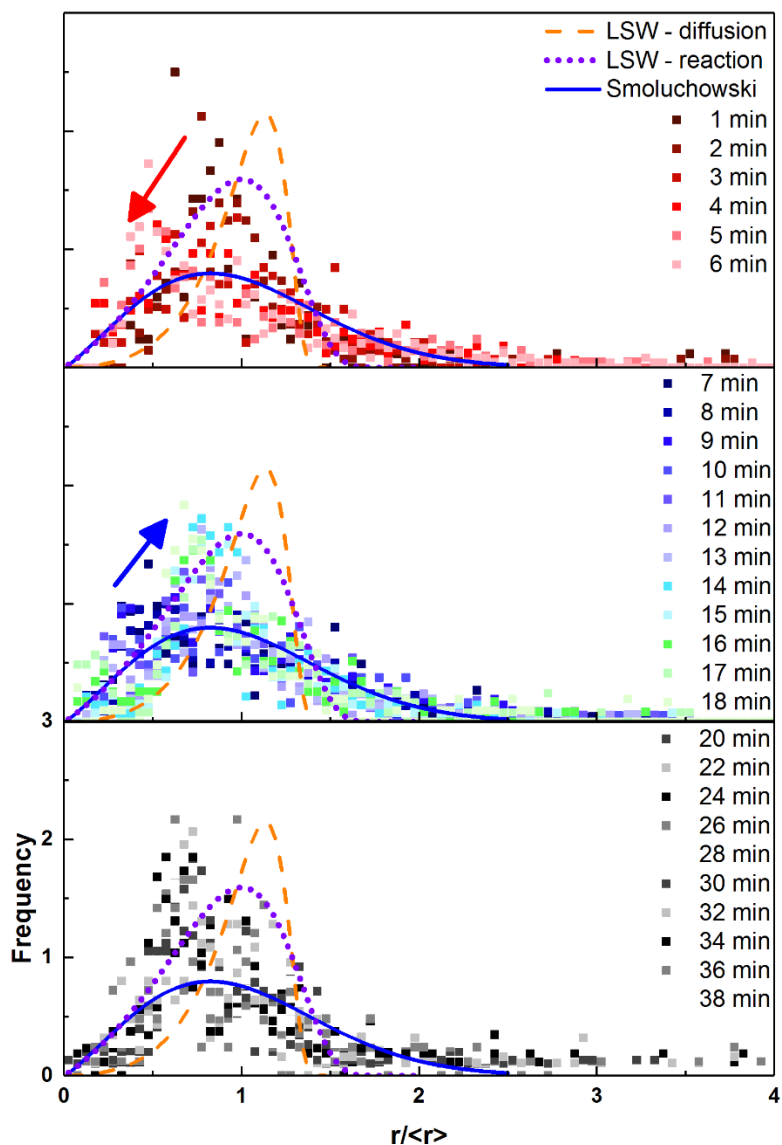 LSW - diffusion
LSW - reaction
Smoluchowski
1 min
2 min
3 min
4 min
5 min
6 min
7 min
8 min
9 min
10 min
11 min
12 min
13 min
14 min
15 min
16 min
17 min
18 min
3
20 min
22 min
24 min
26 min
28 min
30 min
32 min
34 min
36 min
38 min
2
1
0
Frequency
0 1 2 3 4
r/<r>